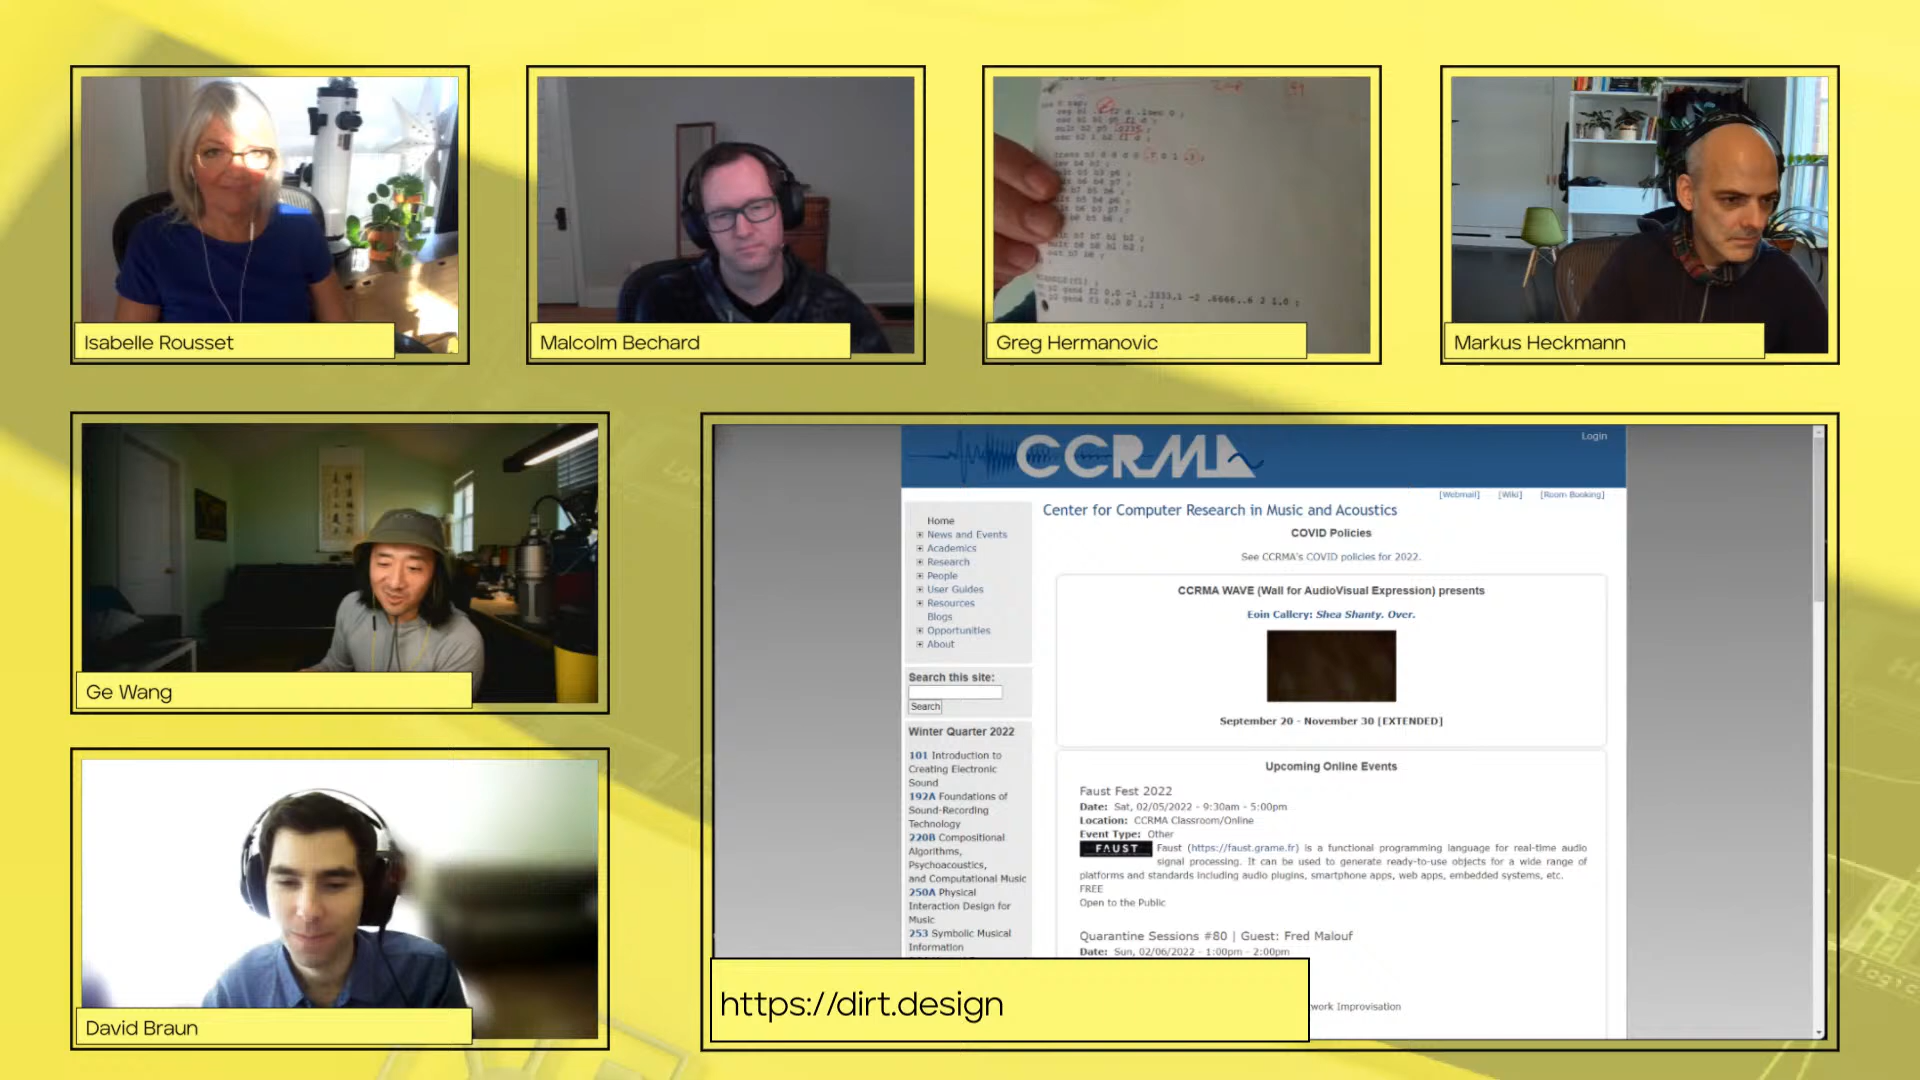 Isabelle Rousset
Malcolm Bechard
Greg Hermanovic
Markus Heckmann
Ge Wang
David Braun
CCRMA
Login
[Webmail] [Wiki] [Room Booking]
Center for Computer Research in Music and Acoustics
COVID Policies
See CCRMA's COVID policies for 2022.
CCRMA WAVE (Wall for AudioVisual Expression) presents
Eoin Callery: Shea Shanty. Over.
September 20 - November 30 [EXTENDED]
Home
News and Events
Academics
Research
People
User Guides
Resources
Blogs
Opportunities
About
Search this site:
Search
Winter Quarter 2022
101 Introduction to
Creating Electronic
Sound
192A Foundations of
Sound-Recording
Technology
220B Compositional
Algorithms,
Psychoacoustics,
and Computational Music
250A Physical
Interaction Design for
Music
253 Symbolic Musical
Information
Upcoming Online Events
Faust Fest 2022
Date: Sat, 02/05/2022 - 9:30am - 5:00pm
Location: CCRMA Classroom/Online
Event Type: Other
FAUST
Faust (https://faust.grame.fr) is a functional programming language for real-time audio
signal processing. It can be used to generate ready-to-use objects for a wide range of
platforms and standards including audio plugins, smartphone apps, web apps, embedded systems, etc.
FREE
Open to the Public
Quarantine Sessions #80 | Guest: Fred Malouf
Date: Sun, 02/06/2022 - 1:00pm - 2:00pm
work Improvisation
https://dirt.design